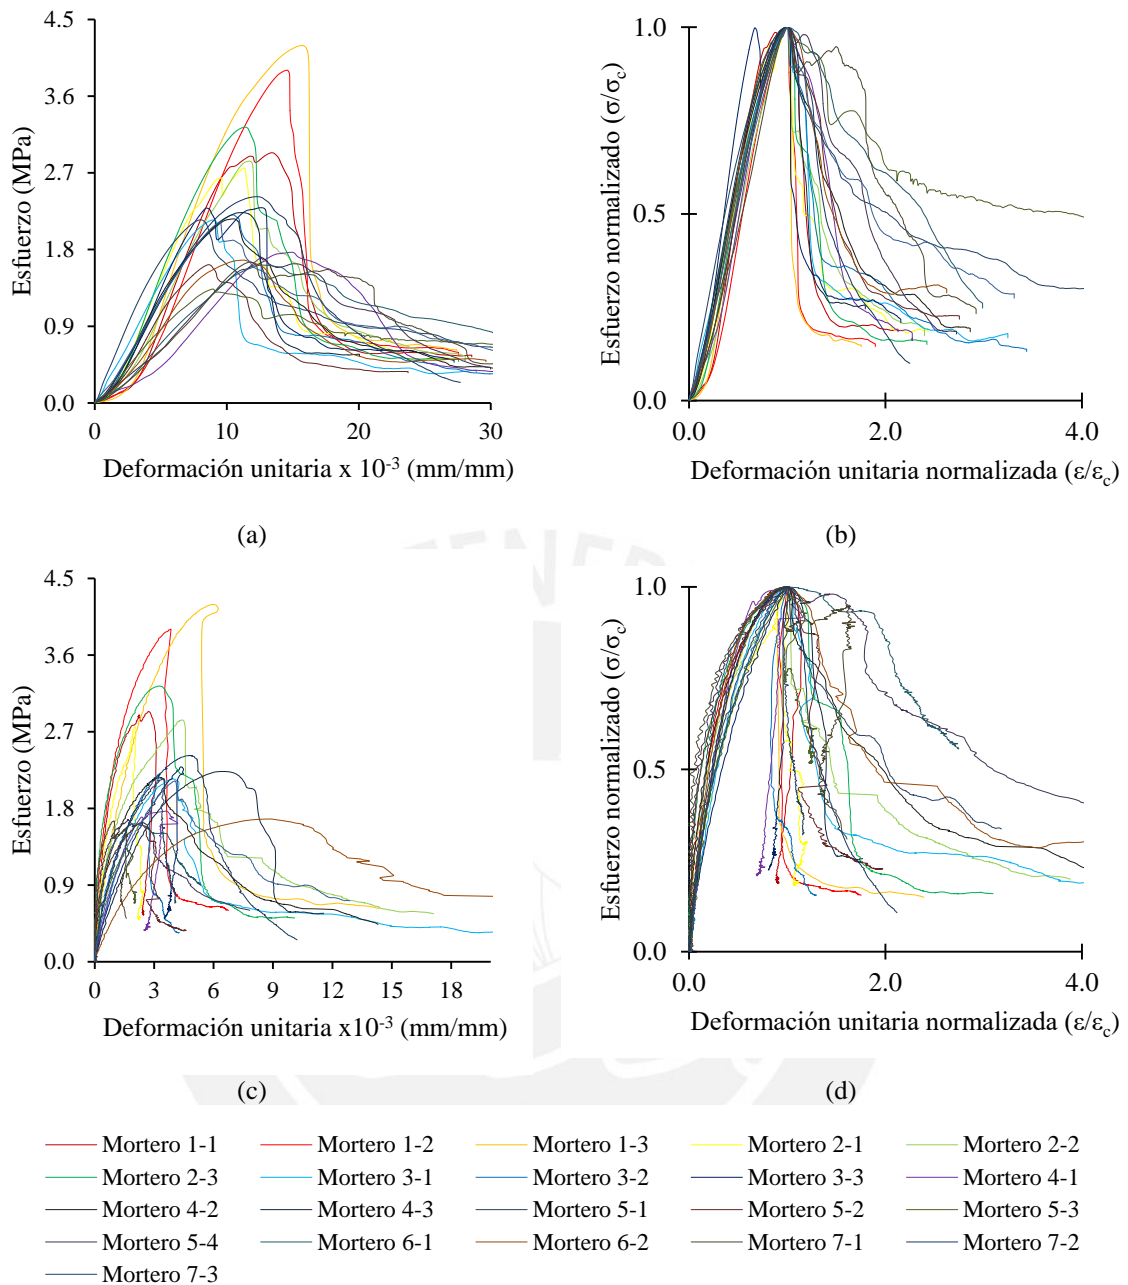 4.5
3.6
2.7
1.8
0.9
0.0
0 10 20 30
Esfuerzo (MPa)
Deformación unitaria x 10-3 (mm/mm)
(a)
1.0
0.5
0.0
0.0 2.0 4.0
Esfuerzo normalizado (σ/σc)
Deformación unitaria normalizada (ε/εc)
(b)
4.5
3.6
2.7
1.8
0.9
0.0
0 3 6 9 12 15 18
Esfuerzo (MPa)
Deformación unitaria x10-3 (mm/mm)
(c)
1.0
0.5
0.0
0.0 2.0 4.0
Esfuerzo normalizado (σ/σc)
Deformación unitaria normalizada (ε/εc)
(d)
Mortero 1-1 Mortero 1-2 Mortero 1-3 Mortero 2-1 Mortero 2-2
Mortero 2-3 Mortero 3-1 Mortero 3-2 Mortero 3-3 Mortero 4-1
Mortero 4-2 Mortero 4-3 Mortero 5-1 Mortero 5-2 Mortero 5-3
Mortero 5-4 Mortero 6-1 Mortero 6-2 Mortero 7-1 Mortero 7-2
Mortero 7-3